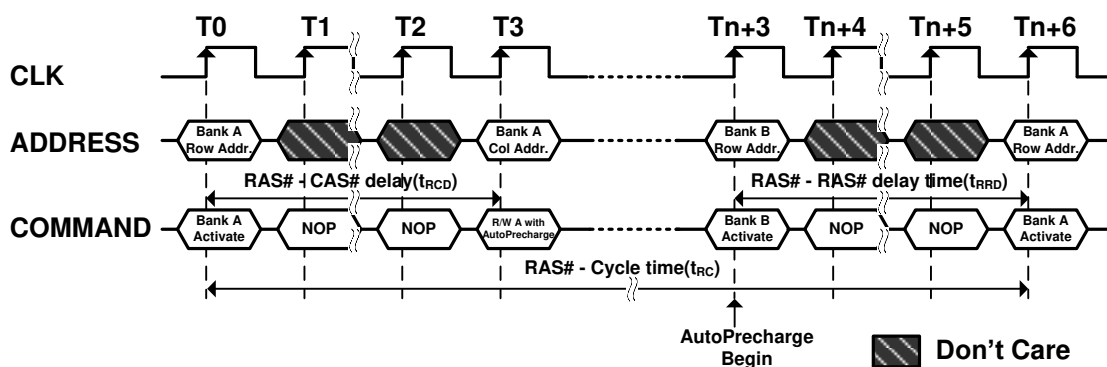 T0 T1 T2 T3 Tn+3 Tn+4 Tn+5 Tn+6
CLK
ADDRESS
Bank A
Row Addr.
Bank A
Col Addr.
Bank B
Row Addr.
Bank A
Row Addr.
RAS# - CAS# delay(tRCD)
RAS# - RAS# delay time(tRRD)
COMMAND
Bank A
Activate
NOP
NOP
R/W A with
AutoPrecharge
Bank B
Activate
NOP
NOP
Bank A
Activate
RAS# - Cycle time(tRC)
AutoPrecharge
Begin
Don't Care